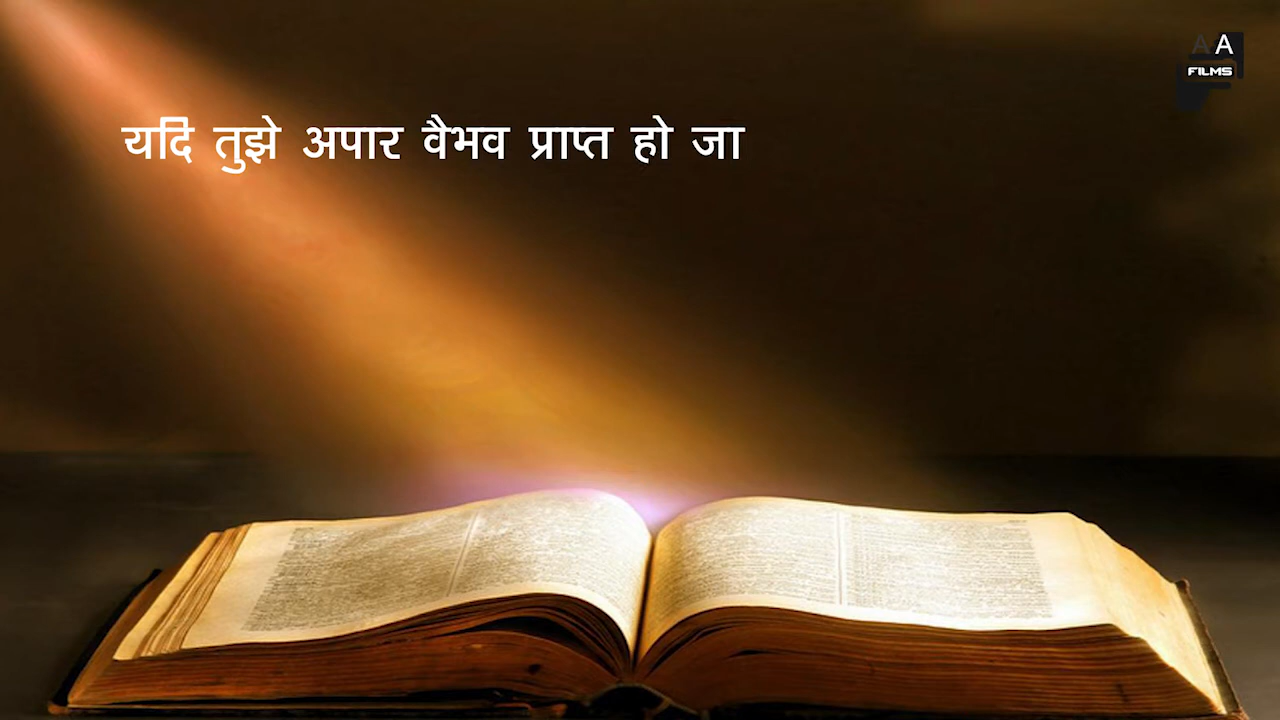 यदि तुझे अपार वैभव प्राप्त हो जा
AA
FILMS